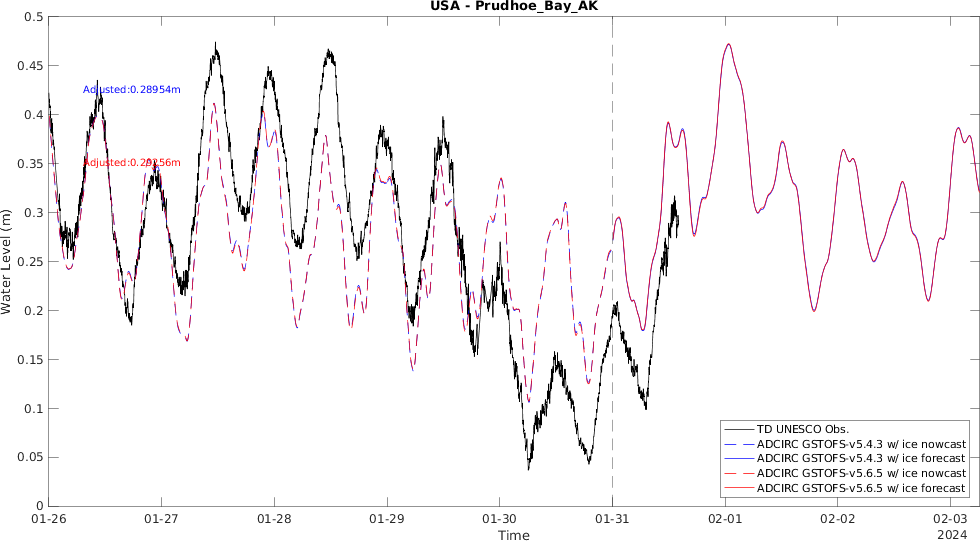 USA - Prudhoe_Bay_AK
0.5
0.45
0.4
0.35
0.3
0.25
0.2
0.15
0.1
0.05
0
Water Level (m)
Adjusted:0.28954m
Adjusted:0.29256m
TD UNESCO Obs.
ADCIRC GSTOFS-v5.4.3 w/ ice nowcast
ADCIRC GSTOFS-v5.4.3 w/ ice forecast
ADCIRC GSTOFS-v5.6.5 w/ ice nowcast
ADCIRC GSTOFS-v5.6.5 w/ ice forecast
01-26 01-27 01-28 01-29 01-30 01-31 02-01 02-02 02-03
Time
2024